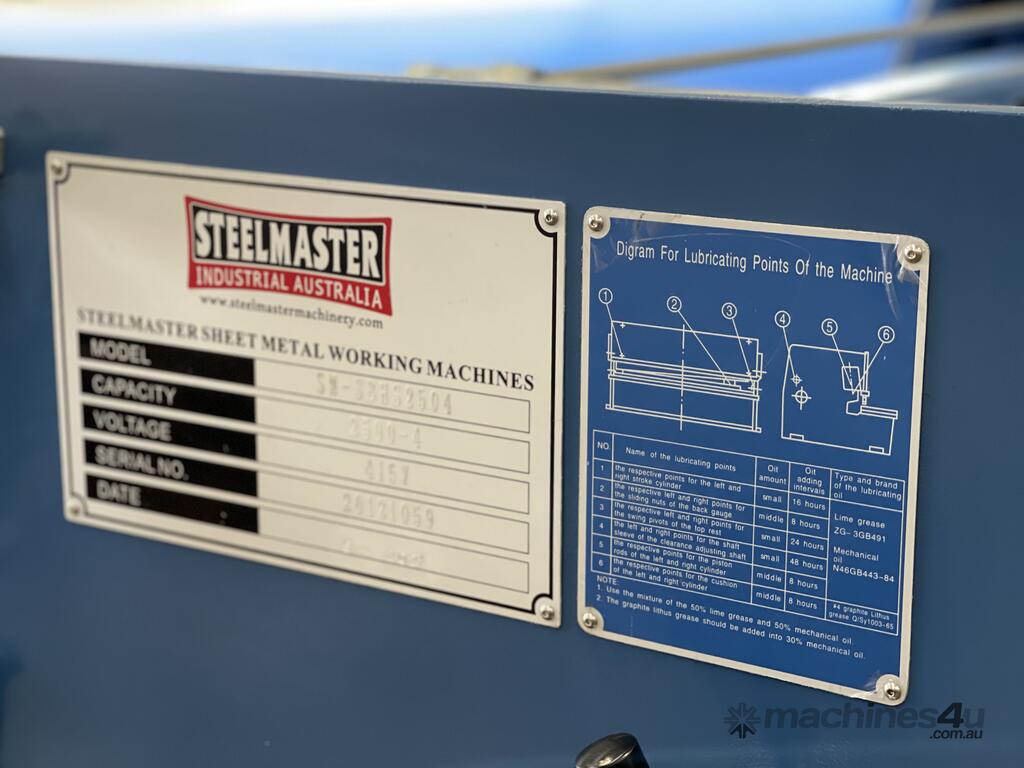 STEELMASTER
INDUSTRIAL AUSTRALIA
www.steelmastermachinery.com
STEELMASTER SHEET METAL WORKING MACHINES
MODEL
CAPACITY
VOLTAGE
SERIAL NO.
DATE
2500-4
415V
Digram For Lubricating Points Of the Machine
1 2 3 4 5 6
NO. Name of the lubricating points Oit amount Oit adding intervals Type and brand of the lubricating oil
1 the respective points for the left and right stroke cylinder small 16 hours
2 the respective left and right points for the sliding nuts of the back gauge middle 8 hours
3 the respective left and right points for the swing pivots of the top rest small 24 hours
4 the left and right points for the shaft sleeve of the clearance adjusting shaft small 48 hours
5 the respective points for the piston rods of the left and right cylinder middle 8 hours
6 the respective points for the cushion of the left and right cylinder middle 8 hours
Lime grease
ZG-3GB491
Mechanical
oil
N46GB443-84
#4 graphite Lithus
grease Q/Sy1003-65
NOTE:
1. Use the mixture of the 50% lime grease and 50% mechanical oil.
2. The graphite lithus grease should be added into 30% mechanical oil.
machines4u
.com.au